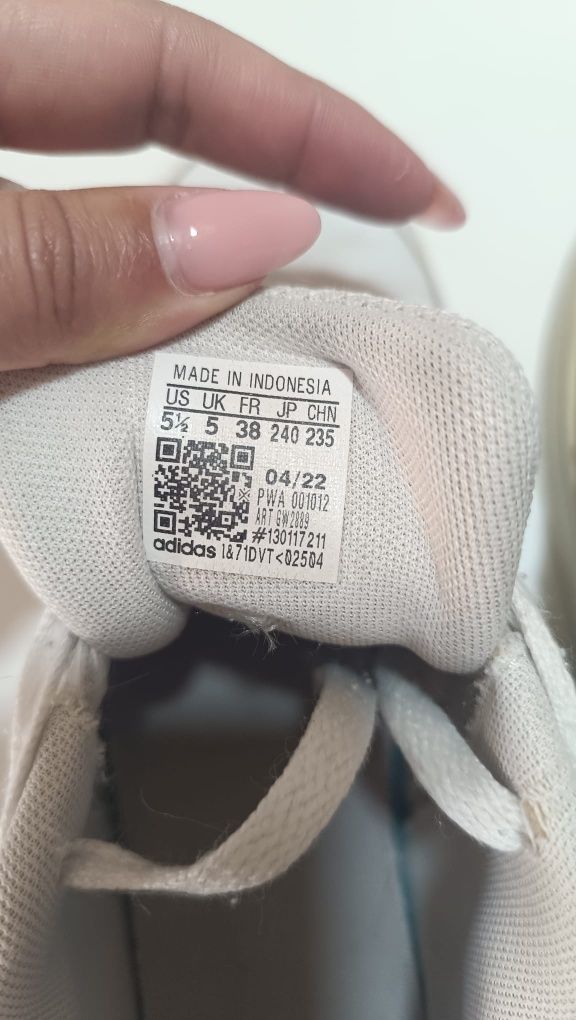 MADE IN INDONESIA
US UK FR JP CHN
5½ 5 38 240 235
04/22
PWA 001012
ART GW2889
#130117211
adidas 1&71DVT<02504